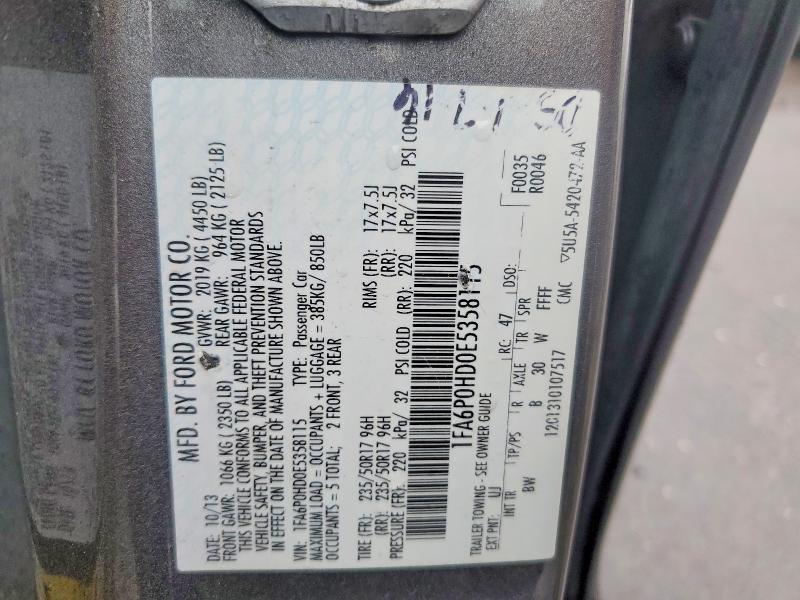 MFD. BY FORD MOTOR CO.
DATE: 10/13 GVWR: 2019 KG ( 4450 LB)
FRONT GAWR: 1066 KG ( 2350 LB) REAR GAWR: 964 KG ( 2125 LB)
THIS VEHICLE CONFORMS TO ALL APPLICABLE FEDERAL MOTOR
VEHICLE SAFETY, BUMPER, AND THEFT PREVENTION STANDARDS
IN EFFECT ON THE DATE OF MANUFACTURE SHOWN ABOVE.
VIN: 1FA6P0HD0E5358115 TYPE: Passenger Car
MAXIMUM LOAD = OCCUPANTS + LUGGAGE = 385KG/ 850LB
OCCUPANTS = 5 TOTAL: 2 FRONT, 3 REAR
TIRE (FR): 235/50R17 96H RIMS (FR): 17x7.5J
(RR): 235/50R17 96H (RR): 17x7.5J
PRESSURE (FR): 220 kPa/ 32 PSI COLD (RR): 220 kPa/ 32 PSI COLD
1FA6P0HD0E5358115
TRAILER TOWING - SEE OWNER GUIDE
EXT PNT: UJ RC: 47 DSO: F0035
R0046
INT TR TP/PS R AXLE TR SPR
BW B 30 W FFFF
12C1310107517 CMC ▽5U5A-5420472-AA